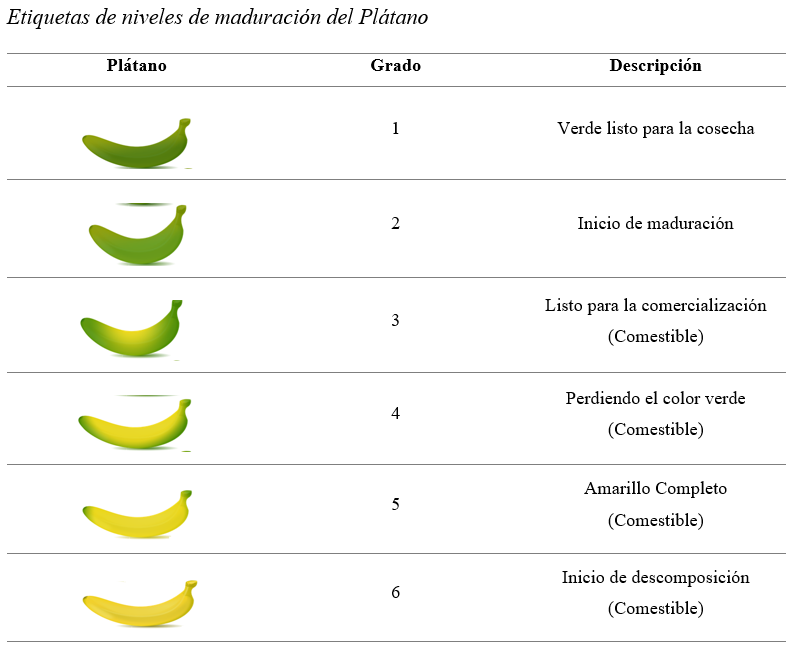 Etiquetas de niveles de maduración del Plátano
Plátano Grado Descripción
1 Verde listo para la cosecha
2 Inicio de maduración
3 Listo para la comercialización
(Comestible)
4 Perdiendo el color verde
(Comestible)
5 Amarillo Completo
(Comestible)
6 Inicio de descomposición
(Comestible)